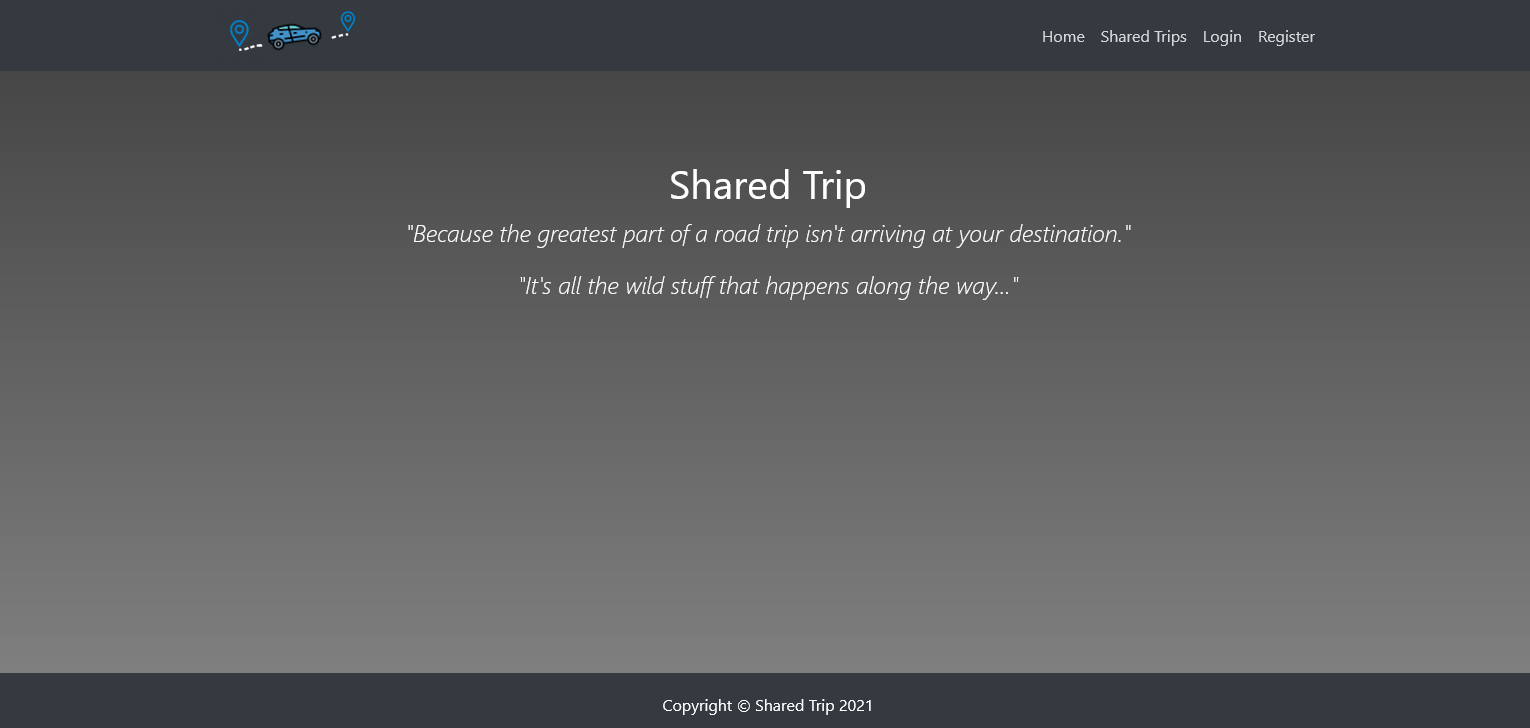 Home Shared Trips Login Register
Shared Trip
"Because the greatest part of a road trip isn't arriving at your destination."
"It's all the wild stuff that happens along the way..."
Copyright © Shared Trip 2021